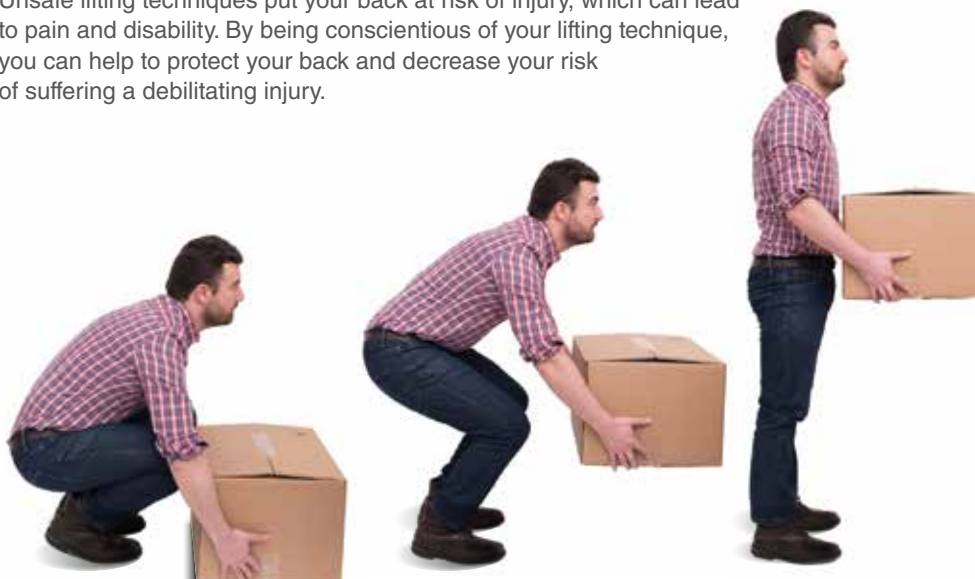 Unsafe lifting techniques put your back at risk of injury, which can lead
to pain and disability. By being conscientious of your lifting technique,
you can help to protect your back and decrease your risk
of suffering a debilitating injury.